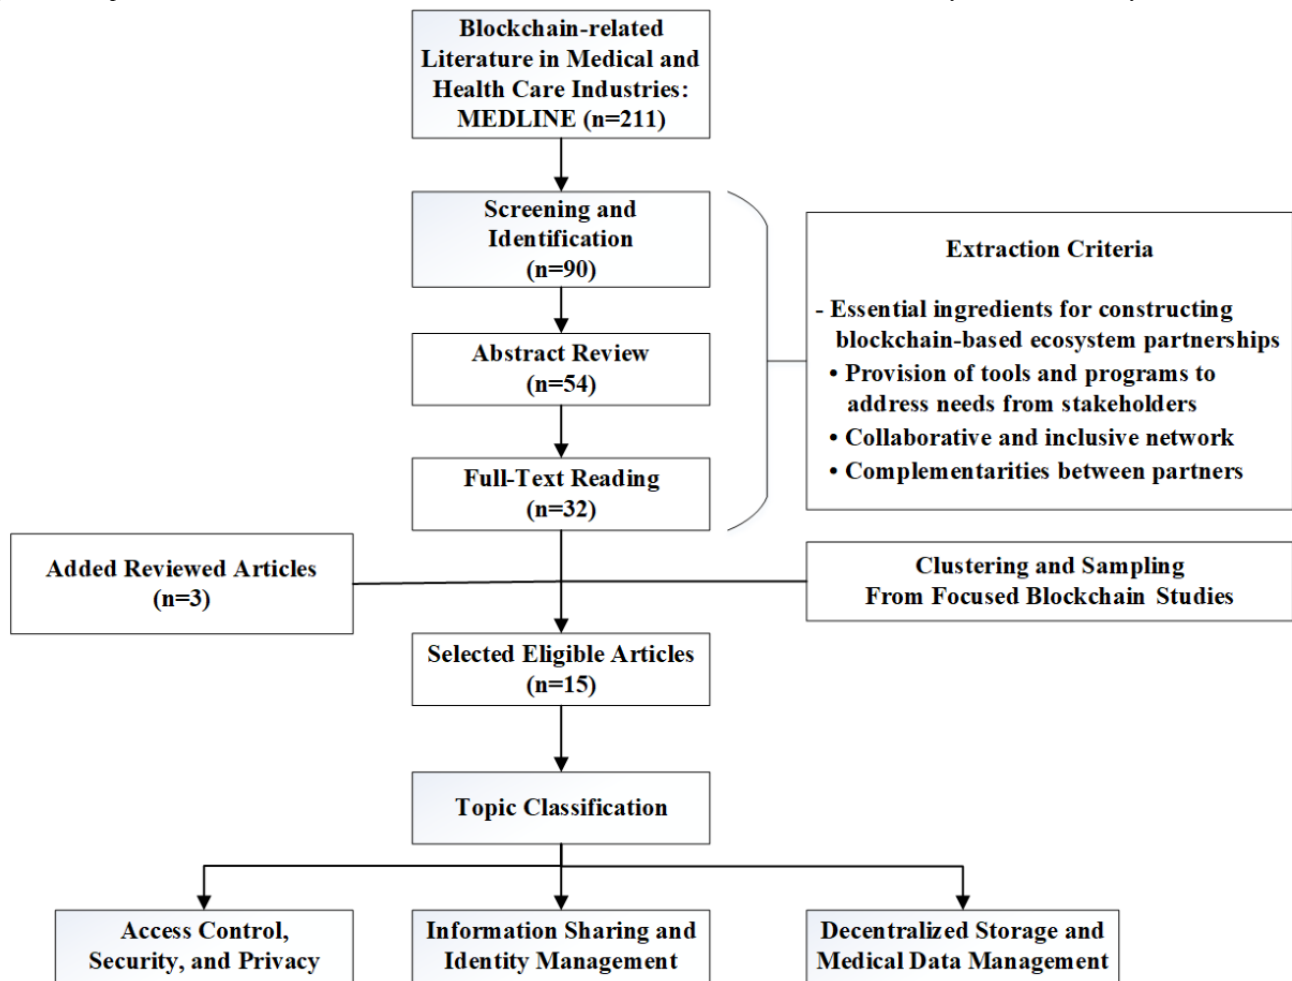 Blockchain-related
Literature in Medical and
Health Care Industries:
MEDLINE (n=211)
Screening and
Identification
(n=90)
Abstract Review
(n=54)
Full-Text Reading
(n=32)
Extraction Criteria
- Essential ingredients for constructing
blockchain-based ecosystem partnerships
• Provision of tools and programs to
address needs from stakeholders
• Collaborative and inclusive network
• Complementarities between partners
Added Reviewed Articles
(n=3)
Clustering and Sampling
From Focused Blockchain Studies
Selected Eligible Articles
(n=15)
Topic Classification
Access Control,
Security, and Privacy
Information Sharing and
Identity Management
Decentralized Storage and
Medical Data Management